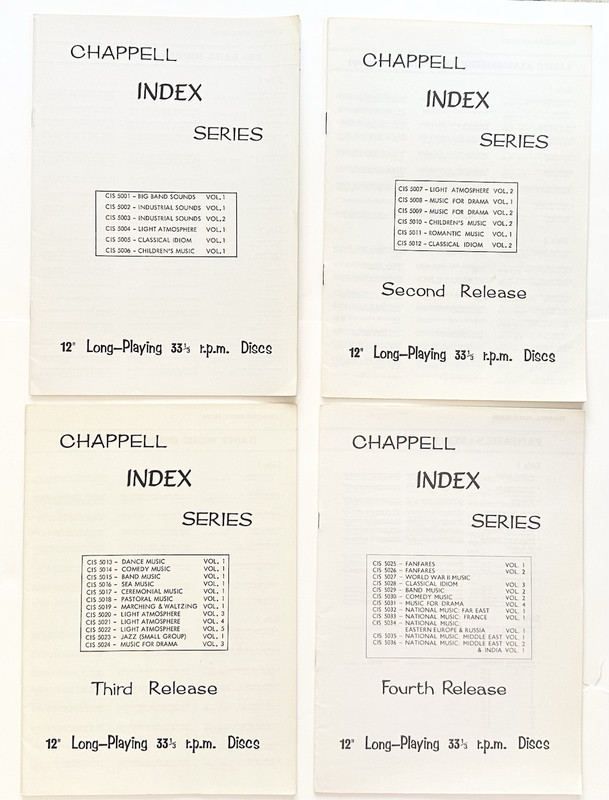 CHAPPELL
INDEX
SERIES
CIS 5001 - BIG BAND SOUNDS VOL. 1
CIS 5002 - INDUSTRIAL SOUNDS VOL. 1
CIS 5003 - INDUSTRIAL SOUNDS VOL. 2
CIS 5004 - LIGHT ATMOSPHERE VOL. 1
CIS 5005 - CLASSICAL IDIOM VOL. 1
CIS 5006 - CHILDREN'S MUSIC VOL. 1
12" Long-Playing 33⅓ r.p.m. Discs
CHAPPELL
INDEX
SERIES
CIS 5007 - LIGHT ATMOSPHERE VOL. 2
CIS 5008 - MUSIC FOR DRAMA VOL. 1
CIS 5009 - MUSIC FOR DRAMA VOL. 2
CIS 5010 - CHILDREN'S MUSIC VOL. 2
CIS 5011 - ROMANTIC MUSIC VOL. 1
CIS 5012 - CLASSICAL IDIOM VOL. 2
Second Release
12" Long-Playing 33⅓ r.p.m. Discs
CHAPPELL
INDEX
SERIES
CIS 5013 - DANCE MUSIC VOL. 1
CIS 5014 - COMEDY MUSIC VOL. 1
CIS 5015 - BAND MUSIC VOL. 1
CIS 5016 - SEA MUSIC VOL. 1
CIS 5017 - CEREMONIAL MUSIC VOL. 1
CIS 5018 - PASTORAL MUSIC VOL. 1
CIS 5019 - MARCHING & WALTZING VOL. 1
CIS 5020 - LIGHT ATMOSPHERE VOL. 3
CIS 5021 - LIGHT ATMOSPHERE VOL. 4
CIS 5022 - LIGHT ATMOSPHERE VOL. 5
CIS 5023 - JAZZ (SMALL GROUP) VOL. 1
CIS 5024 - MUSIC FOR DRAMA VOL. 3
Third Release
12" Long-Playing 33⅓ r.p.m. Discs
CHAPPELL
INDEX
SERIES
CIS 5025 - FANFARES VOL. 1
CIS 5026 - FANFARES VOL. 2
CIS 5027 - WORLD WAR II MUSIC
CIS 5028 - CLASSICAL IDIOM VOL. 3
CIS 5029 - BAND MUSIC VOL. 2
CIS 5030 - COMEDY MUSIC VOL. 2
CIS 5031 - MUSIC FOR DRAMA VOL. 4
CIS 5032 - NATIONAL MUSIC: FAR EAST VOL. 1
CIS 5033 - NATIONAL MUSIC: FRANCE VOL. 1
CIS 5034 - NATIONAL MUSIC:
EASTERN EUROPE & RUSSIA VOL. 1
CIS 5035 - NATIONAL MUSIC: MIDDLE EAST VOL. 1
CIS 5036 - NATIONAL MUSIC: MIDDLE EAST VOL. 2
& INDIA VOL. 1
Fourth Release
12" Long-Playing 33⅓ r.p.m. Discs